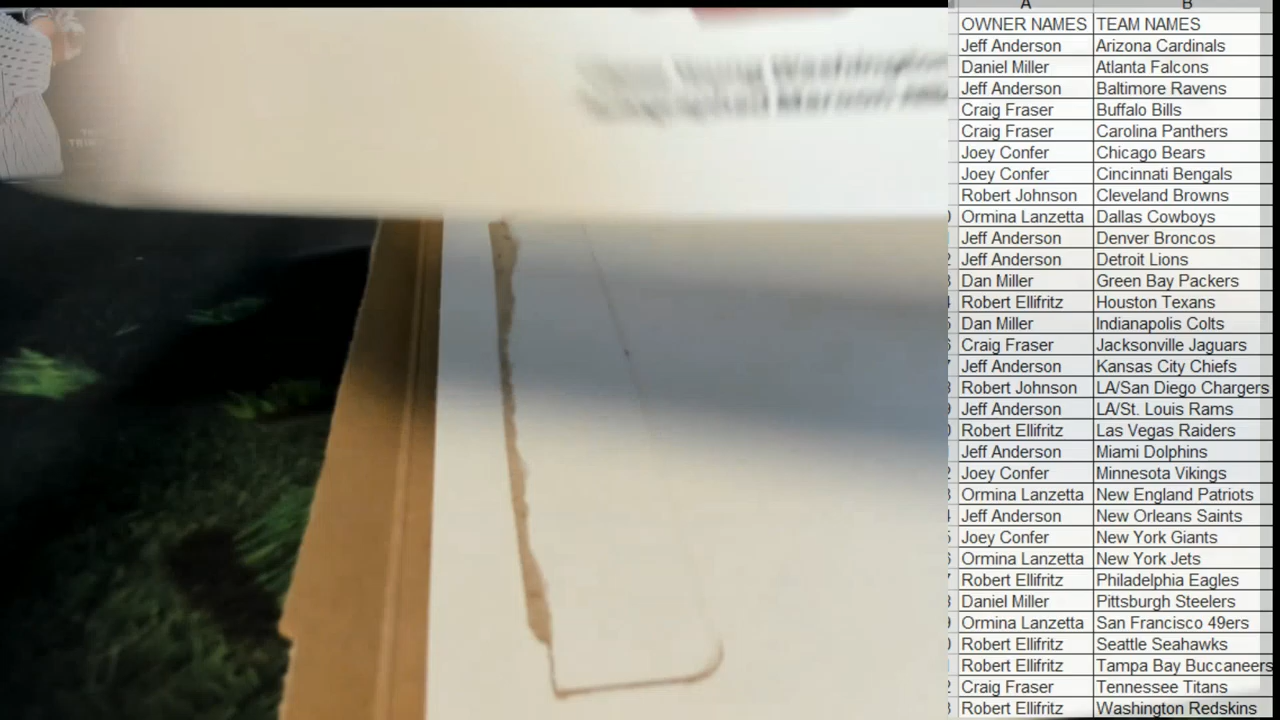 A B
OWNER NAMES TEAM NAMES
Jeff Anderson Arizona Cardinals
Daniel Miller Atlanta Falcons
Jeff Anderson Baltimore Ravens
Craig Fraser Buffalo Bills
Craig Fraser Carolina Panthers
Joey Confer Chicago Bears
Joey Confer Cincinnati Bengals
Robert Johnson Cleveland Browns
Ormina Lanzetta Dallas Cowboys
Jeff Anderson Denver Broncos
Jeff Anderson Detroit Lions
Dan Miller Green Bay Packers
Robert Ellifritz Houston Texans
Dan Miller Indianapolis Colts
Craig Fraser Jacksonville Jaguars
Jeff Anderson Kansas City Chiefs
Robert Johnson LA/San Diego Chargers
Jeff Anderson LA/St. Louis Rams
Robert Ellifritz Las Vegas Raiders
Jeff Anderson Miami Dolphins
Joey Confer Minnesota Vikings
Ormina Lanzetta New England Patriots
Jeff Anderson New Orleans Saints
Joey Confer New York Giants
Ormina Lanzetta New York Jets
Robert Ellifritz Philadelphia Eagles
Daniel Miller Pittsburgh Steelers
Ormina Lanzetta San Francisco 49ers
Robert Ellifritz Seattle Seahawks
Robert Ellifritz Tampa Bay Buccaneers
Craig Fraser Tennessee Titans
Robert Ellifritz Washington Redskins